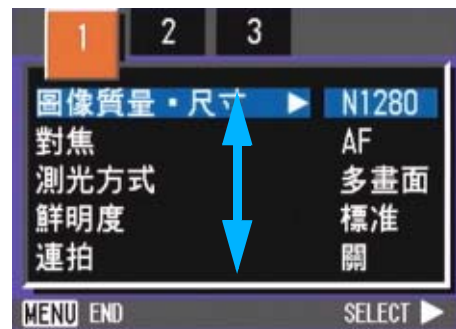 1 2 3
圖像質量・尺寸 ▶ N1280
對焦 AF
測光方式 多畫面
鮮明度 標准
連拍 關
MENU END SELECT ▶